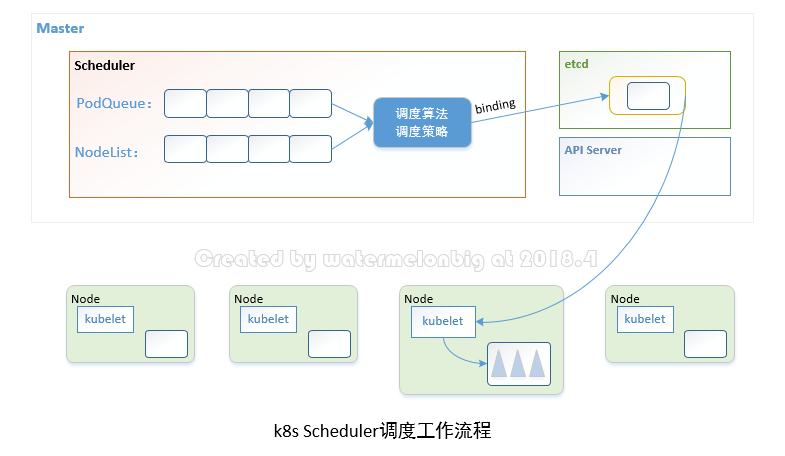 Master
Scheduler
PodQueue：
NodeList：
调度算法
调度策略
binding
etcd
API Server
Created by watermelonbig at 2018.4
Node
kubelet
Node
kubelet
Node
kubelet
Node
kubelet
k8s Scheduler调度工作流程